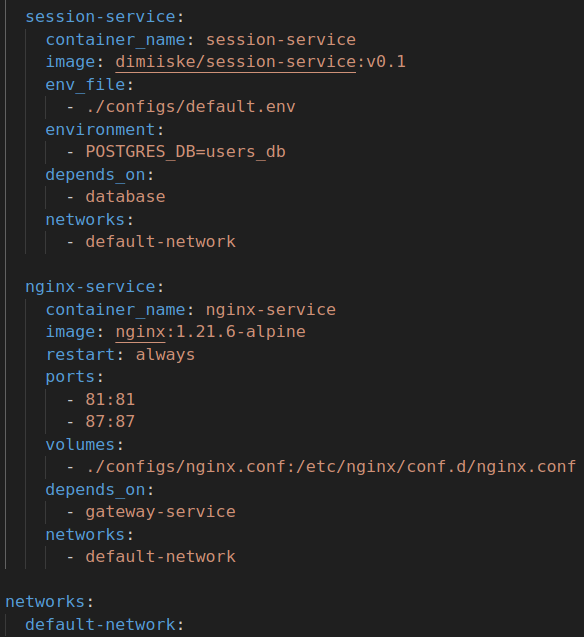 session-service:
container_name: session-service
image: dimiiske/session-service:v0.1
env_file:
- ./configs/default.env
environment:
- POSTGRES_DB=users_db
depends_on:
- database
networks:
- default-network
nginx-service:
container_name: nginx-service
image: nginx:1.21.6-alpine
restart: always
ports:
- 81:81
- 87:87
volumes:
- ./configs/nginx.conf:/etc/nginx/conf.d/nginx.conf
depends_on:
- gateway-service
networks:
- default-network
networks:
default-network: